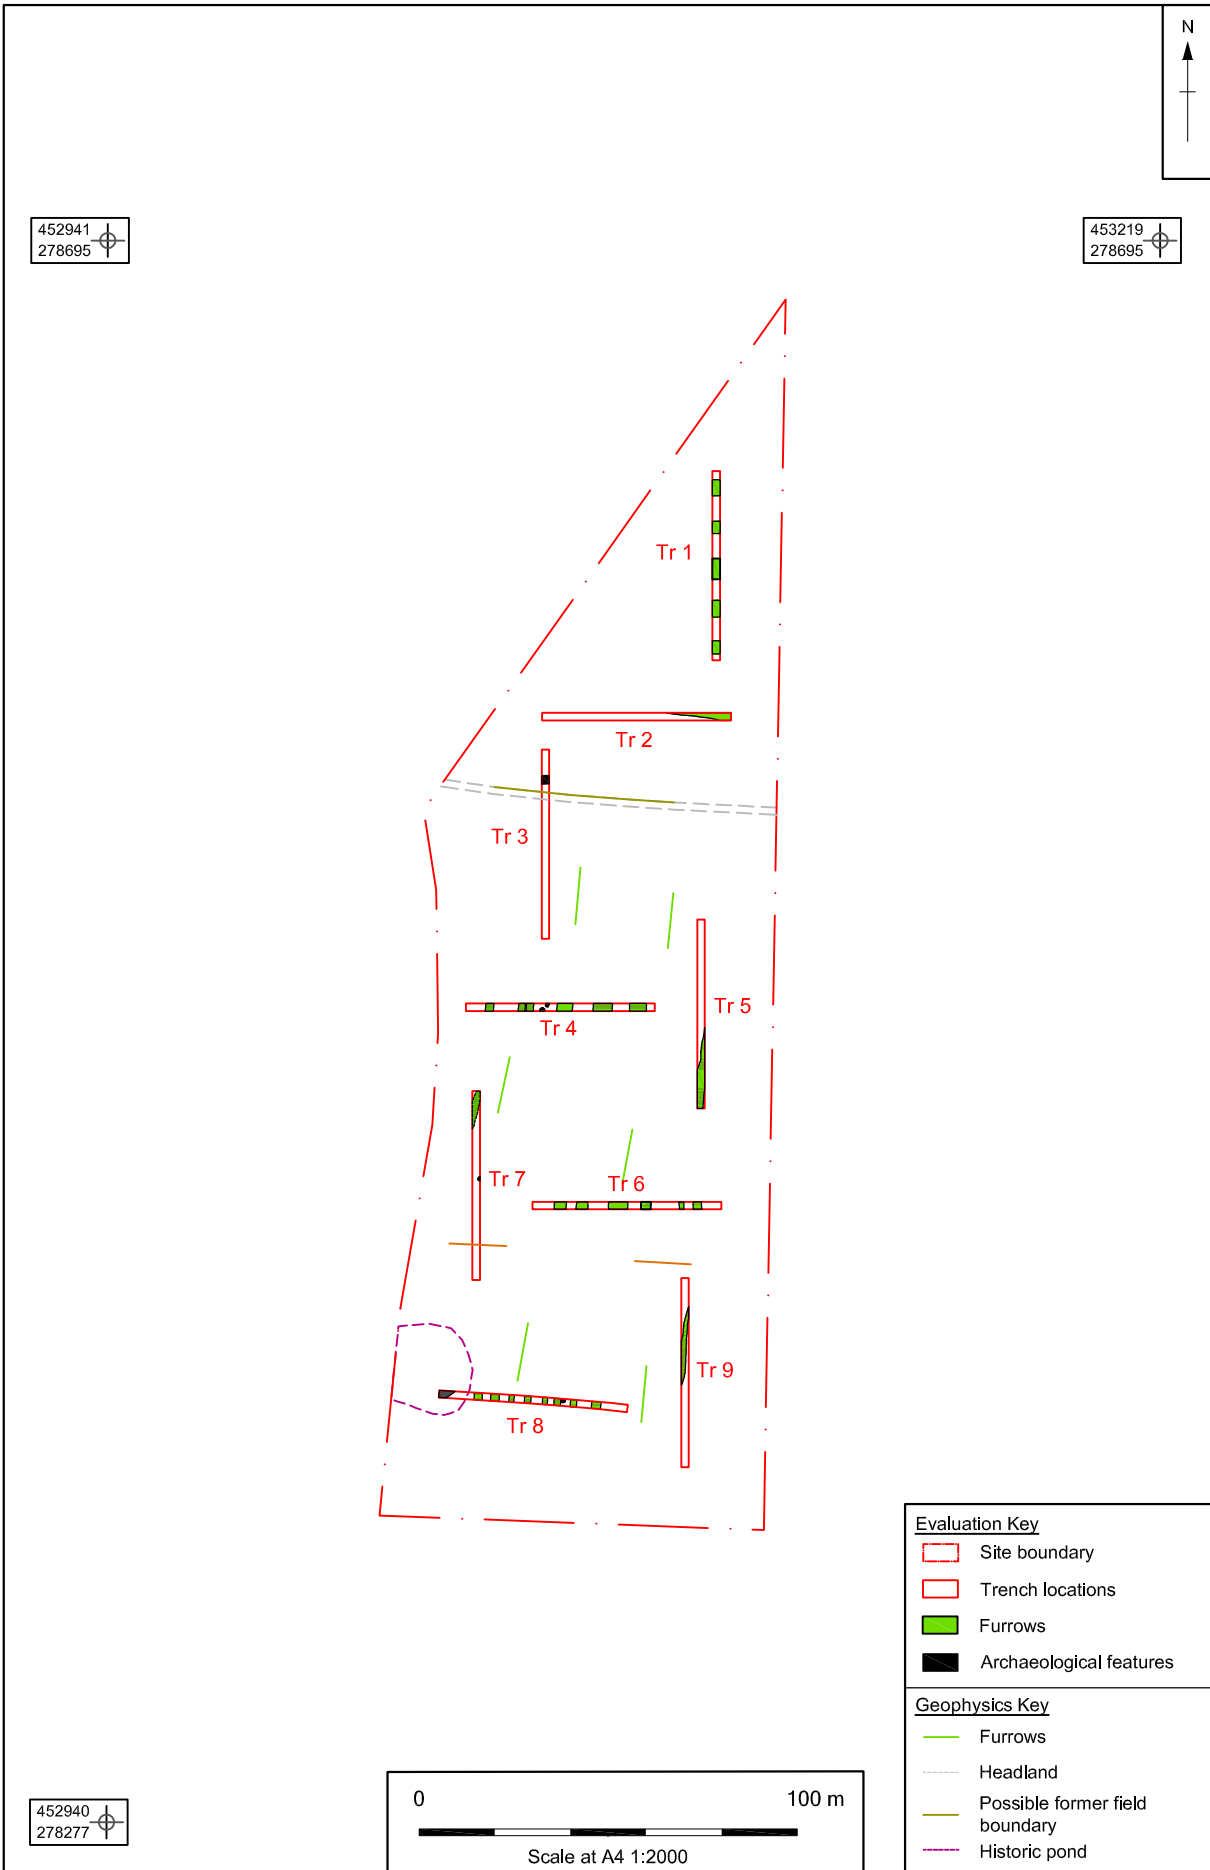 N
452941
278695
453219
278695
Tr 1
Tr 2
Tr 3
Tr 4
Tr 5
Tr 6
Tr 7
Tr 8
Tr 9
Evaluation Key
Site boundary
Trench locations
Furrows
Archaeological features
Geophysics Key
Furrows
Headland
Possible former field
boundary
Historic pond
452940
278277
0 100 m
Scale at A4 1:2000